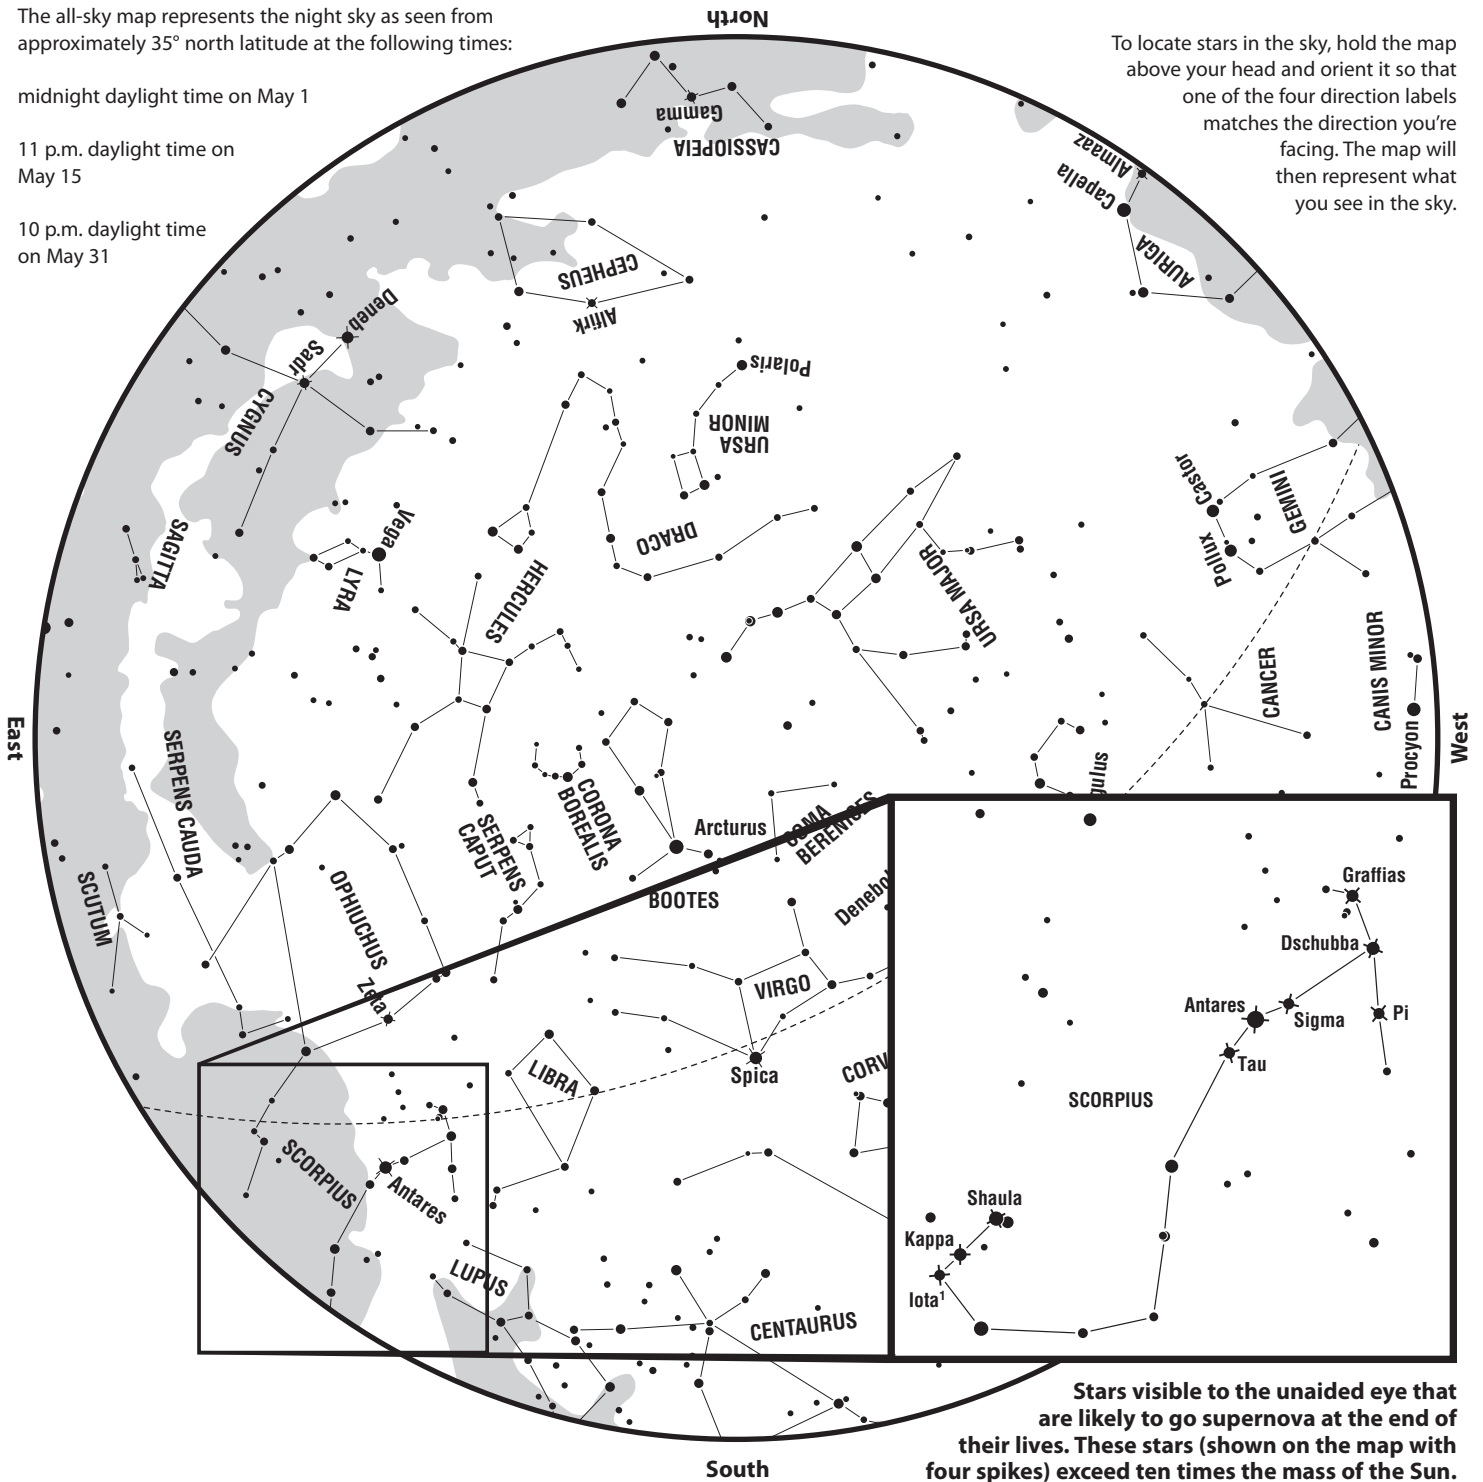 The all-sky map represents the night sky as seen from
approximately 35° north latitude at the following times:
midnight daylight time on May 1
11 p.m. daylight time on
May 15
10 p.m. daylight time
on May 31
North
To locate stars in the sky, hold the map
above your head and orient it so that
one of the four direction labels
matches the direction you're
facing. The map will
then represent what
you see in the sky.
Gamma
CASSIOPEIA
Almaaz
Capella
AURIGA
CEPHEUS
Alfirk
Deneb
Sadr
CYGNUS
Polaris
URSA
MINOR
DRACO
Castor
GEMINI
Pollux
SAGITTA
Vega
LYRA
HERCULES
URSA MAJOR
CANCER
CANIS MINOR
Procyon
East
West
SERPENS CAUDA
gulus
CORONA
BOREALIS
SERPENS
CAPUT
Arcturus
COMA
BERENICES
BOOTES
Denebol
SCUTUM
OPHIUCHUS
Zeta
VIRGO
Spica
LIBRA
CORV
SCORPIUS
Antares
LUPUS
CENTAURUS
Graffias
Dschubba
Antares
Sigma
Pi
Tau
SCORPIUS
Shaula
Kappa
Iota¹
Stars visible to the unaided eye that
are likely to go supernova at the end of
their lives. These stars (shown on the map with
four spikes) exceed ten times the mass of the Sun.
South